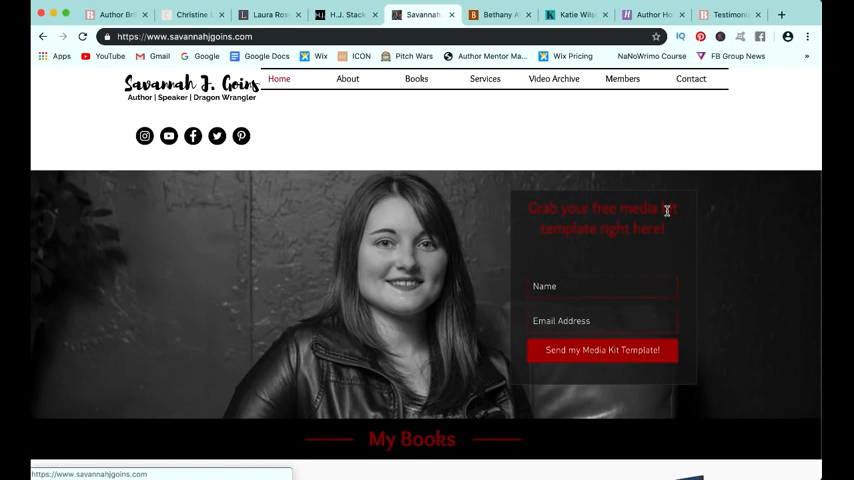 Author Bri
Christine L
Laura Ros
H.J. Stack
Savannah
Bethany A
Katie Wils
Author Ho
Testimoni
https://www.savannahjgoins.com
Apps YouTube Gmail Google Google Docs Wix ICON Pitch Wars Author Mentor Ma... Wix Pricing NaNoWrimo Course FB Group News »
Savannah J. Goins
Author | Speaker | Dragon Wrangler
Home About Books Services Video Archive Members Contact
Grab your free media kit
template right here!
Name
Email Address
Send my Media Kit Template!
My Books
https://www.savannahjgoins.com